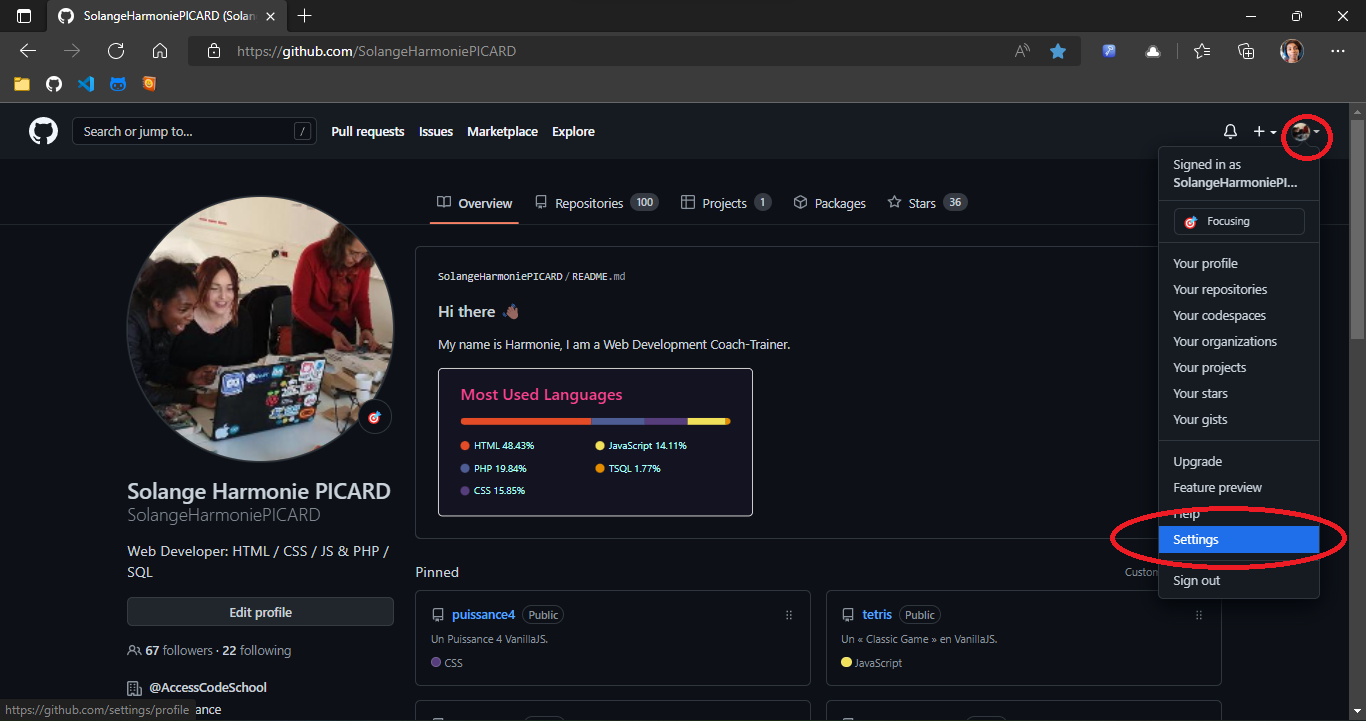 SolangeHarmoniePICARD (Solan
https://github.com/SolangeHarmoniePICARD
Search or jump to...
/
Pull requests
Issues
Marketplace
Explore
Signed in as
SolangeHarmoniePI...
Focusing
Your profile
Your repositories
Your codespaces
Your organizations
Your projects
Your stars
Your gists
Upgrade
Feature preview
Help
Settings
Sign out
Overview
Repositories 100
Projects 1
Packages
Stars 36
SolangeHarmoniePICARD / README.md
Hi there
My name is Harmonie, I am a Web Development Coach-Trainer.
Most Used Languages
HTML 48.43%
JavaScript 14.11%
PHP 19.84%
TSQL 1.77%
CSS 15.85%
Solange Harmonie PICARD
SolangeHarmoniePICARD
Web Developer: HTML / CSS / JS & PHP /
SQL
Edit profile
67 followers · 22 following
@AccessCodeSchool
ance
Pinned
Custom
puissance4 Public
Un Puissance 4 VanillaJS.
CSS
tetris Public
Un « Classic Game » en VanillaJS.
JavaScript
https://github.com/settings/profile